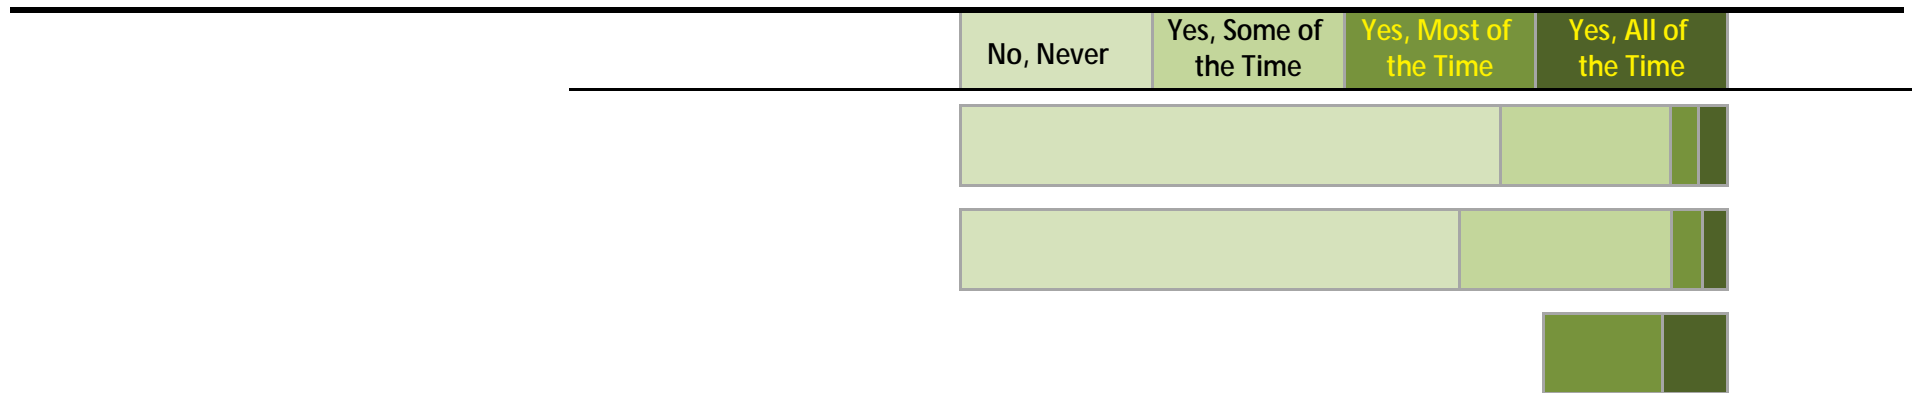 No, Never
Yes, Some of
the Time
Yes, Most of
the Time
Yes, All of
the Time